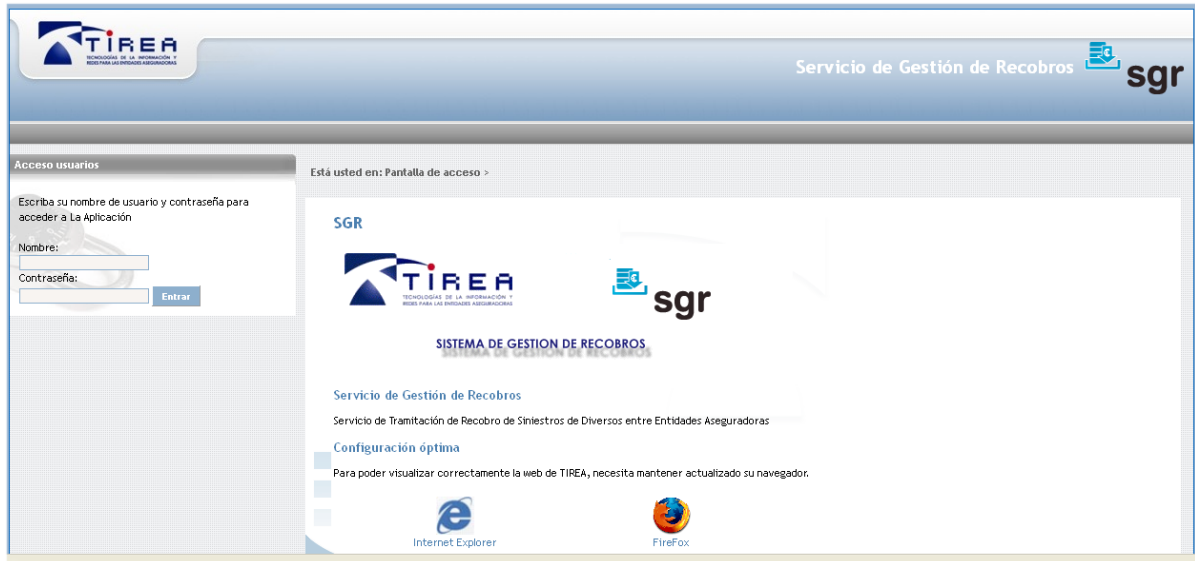 TIREA
TECNOLOGÍAS DE LA INFORMACIÓN Y
REDES PARA LAS ENTIDADES ASEGURADORAS
Servicio de Gestión de Recobros
sgr
Acceso usuarios
Escriba su nombre de usuario y contraseña para
acceder a La Aplicación
Nombre:
Contraseña:
Entrar
Está usted en: Pantalla de acceso >
SGR
TIREA
TECNOLOGÍAS DE LA INFORMACIÓN Y
REDES PARA LAS ENTIDADES ASEGURADORAS
sgr
SISTEMA DE GESTION DE RECOBROS
Servicio de Gestión de Recobros
Servicio de Tramitación de Recobro de Siniestros de Diversos entre Entidades Aseguradoras
Configuración óptima
Para poder visualizar correctamente la web de TIREA, necesita mantener actualizado su navegador.
Internet Explorer
FireFox